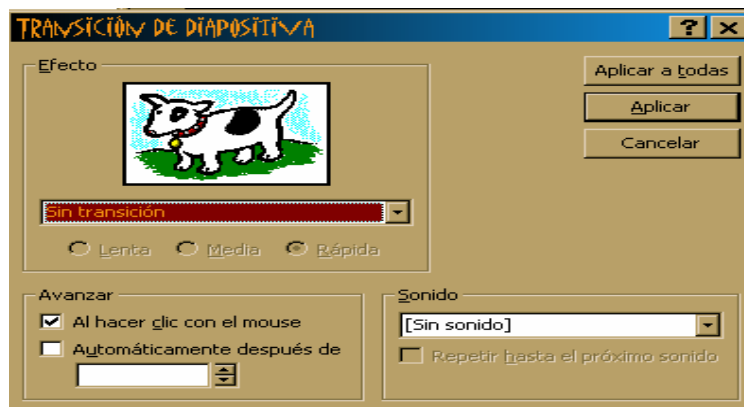 TRANSICIÓN DE DIAPOSITIVA
Efecto
Aplicar a todas
Aplicar
Cancelar
Sin transición
Lenta Media Rápida
Avanzar
Al hacer clic con el mouse
Automáticamente después de
Sonido
[Sin sonido]
Repetir hasta el próximo sonido